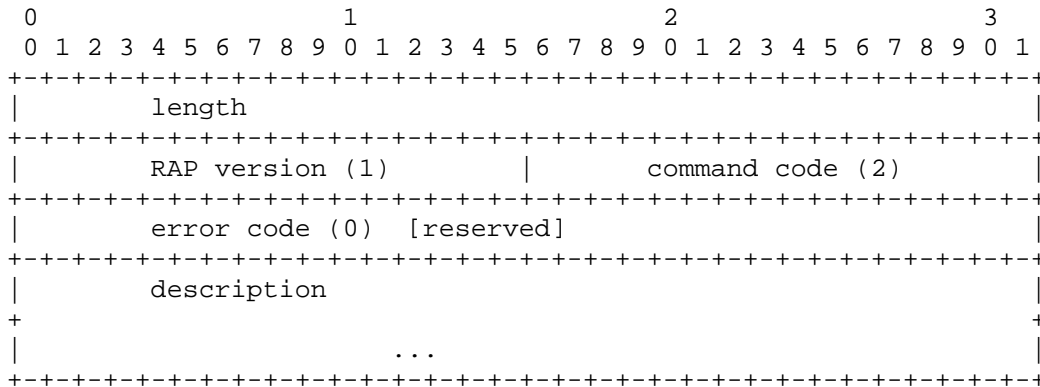 0                   1                   2                   3
 0 1 2 3 4 5 6 7 8 9 0 1 2 3 4 5 6 7 8 9 0 1 2 3 4 5 6 7 8 9 0 1
+-+-+-+-+-+-+-+-+-+-+-+-+-+-+-+-+-+-+-+-+-+-+-+-+-+-+-+-+-+-+-+-+
|        length                                                 |
+-+-+-+-+-+-+-+-+-+-+-+-+-+-+-+-+-+-+-+-+-+-+-+-+-+-+-+-+-+-+-+-+
|        RAP version (1)        |       command code (2)        |
+-+-+-+-+-+-+-+-+-+-+-+-+-+-+-+-+-+-+-+-+-+-+-+-+-+-+-+-+-+-+-+-+
|        error code (0)  [reserved]                             |
+-+-+-+-+-+-+-+-+-+-+-+-+-+-+-+-+-+-+-+-+-+-+-+-+-+-+-+-+-+-+-+-+
|        description                                            |
+                                                               +
|                       ...                                     |
+-+-+-+-+-+-+-+-+-+-+-+-+-+-+-+-+-+-+-+-+-+-+-+-+-+-+-+-+-+-+-+-+